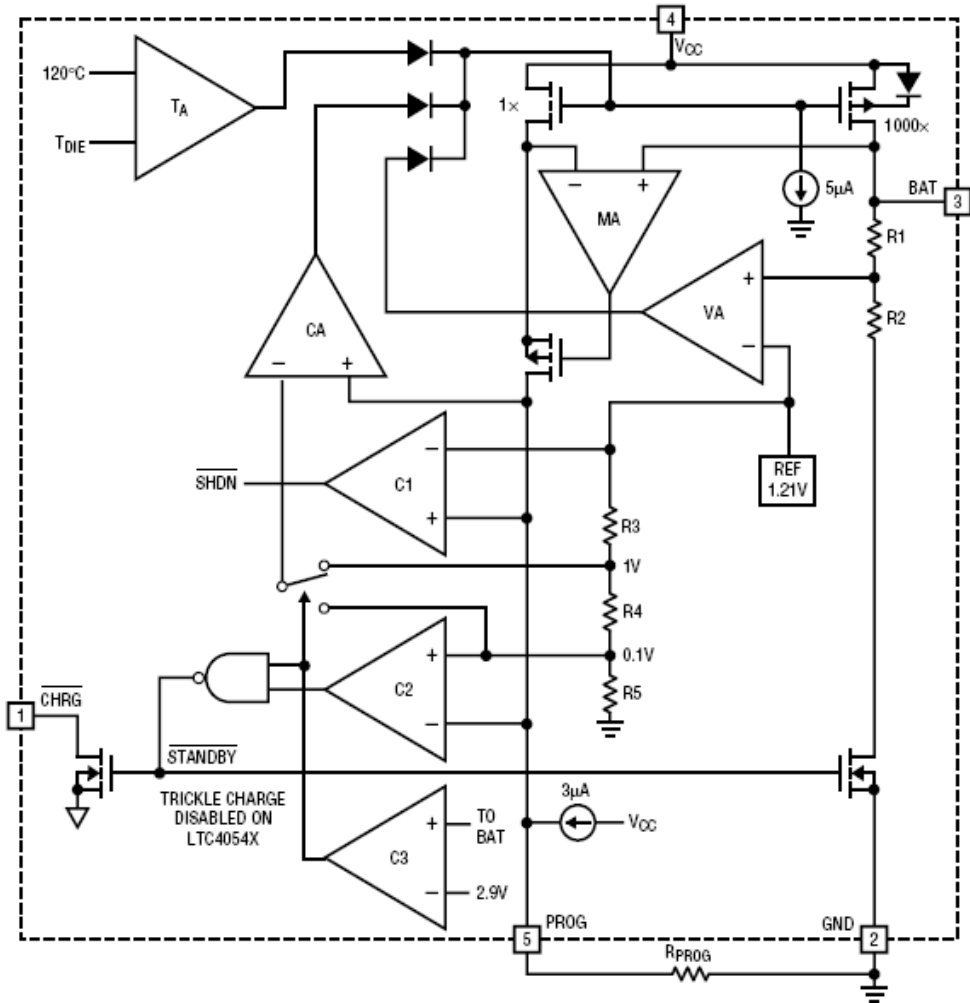 4
VCC
120°C
TA
TDIE
1×
1000×
5µA
BAT
3
– +
MA
R1
+
VA
–
R2
CA
– +
–
C1
+
SHDN
REF
1.21V
R3
1V
R4
0.1V
R5
+
C2
–
CHRG
1
STANDBY
TRICKLE CHARGE
DISABLED ON
LTC4054X
3µA
VCC
+
TO
BAT
C3
–
2.9V
PROG
5
GND
2
RPROG